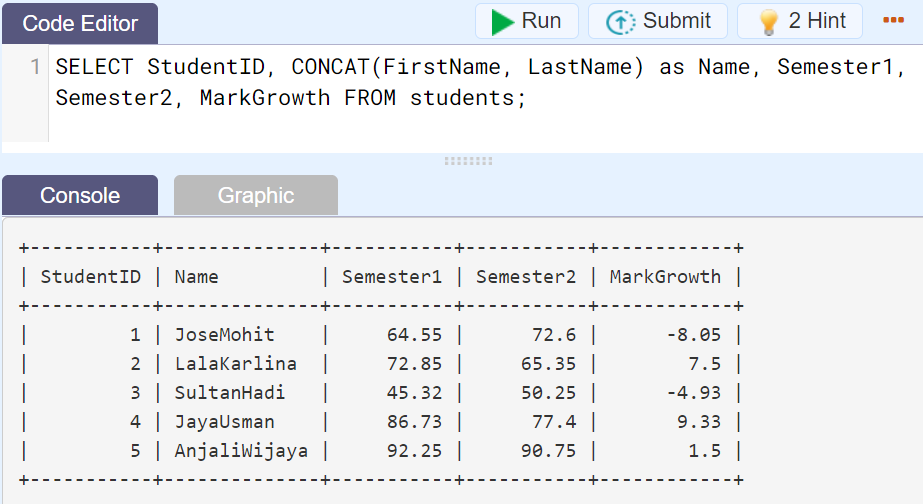 Code Editor
Run
Submit
2 Hint
1 SELECT StudentID, CONCAT(FirstName, LastName) as Name, Semester1,
Semester2, MarkGrowth FROM students;
Console
Graphic
+-----------+--------------+-----------+-----------+------------+
| StudentID | Name         | Semester1 | Semester2 | MarkGrowth |
+-----------+--------------+-----------+-----------+------------+
|         1 | JoseMohit    |     64.55 |      72.6 |      -8.05 |
|         2 | LalaKarlina  |     72.85 |     65.35 |        7.5 |
|         3 | SultanHadi   |     45.32 |     50.25 |      -4.93 |
|         4 | JayaUsman    |     86.73 |      77.4 |       9.33 |
|         5 | AnjaliWijaya |     92.25 |     90.75 |        1.5 |
+-----------+--------------+-----------+-----------+------------+